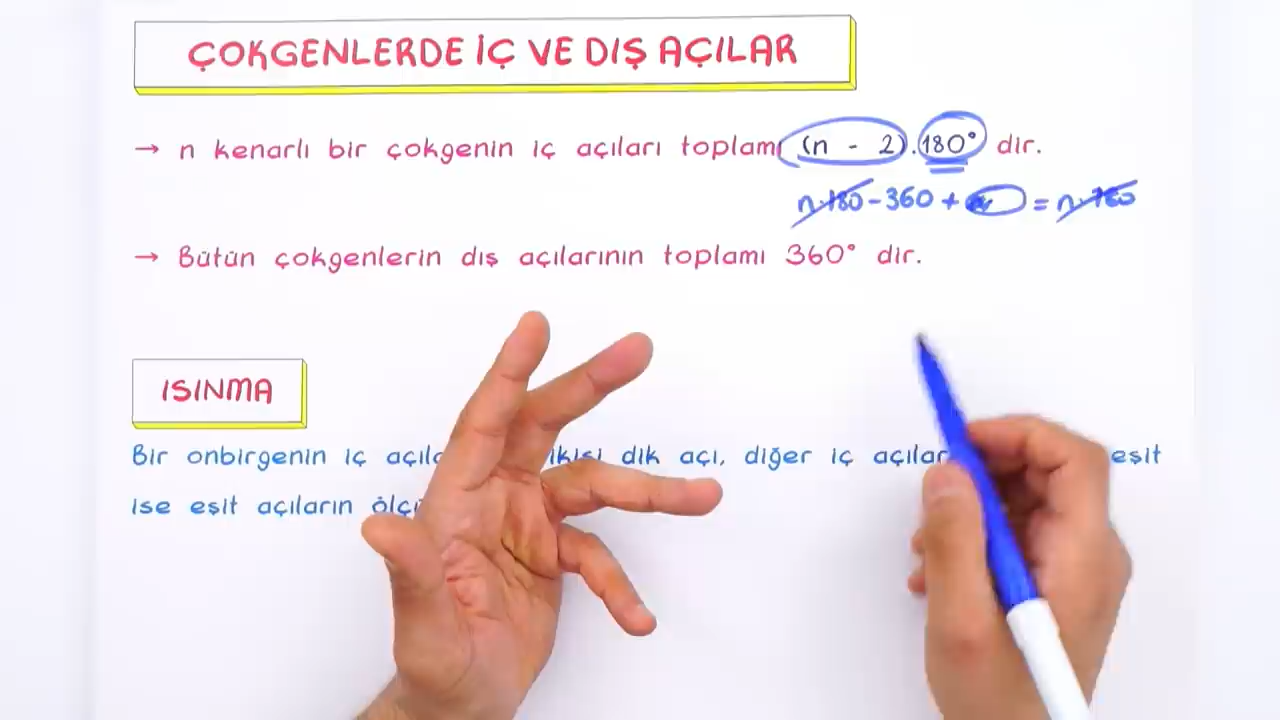 ÇOKGENLERDE İÇ VE DIŞ AÇILAR
→ n kenarlı bir çokgenin iç açıları toplamı (n - 2).180° dir.
n.180 - 360 + = n.180
→ Bütün çokgenlerin dış açılarının toplamı 360° dir.
ISINMA
Bir onbirgenin iç ikisi dik açı, diğer iç eşit
ise eşit açıların